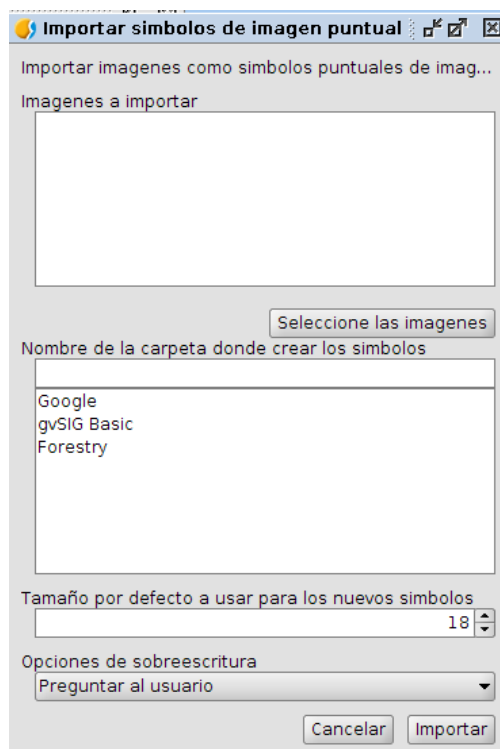 Importar simbolos de imagen puntual
Importar imagenes como simbolos puntuales de imag...
Imagenes a importar
Seleccione las imagenes
Nombre de la carpeta donde crear los simbolos
Google
gvSIG Basic
Forestry
Tamaño por defecto a usar para los nuevos simbolos
18
Opciones de sobreescritura
Preguntar al usuario
Cancelar Importar